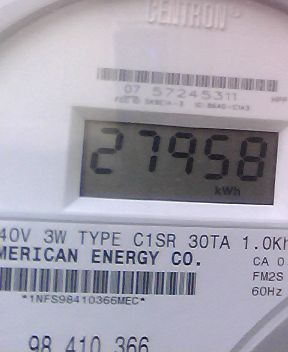 CENTRON
07 57245311
27958
kWh
40V 3W TYPE C1SR 30TA 1.0Kh
MERICAN ENERGY CO.
CA 0
FM2S
60Hz
*1NFS98410366MEC*
98 410 366